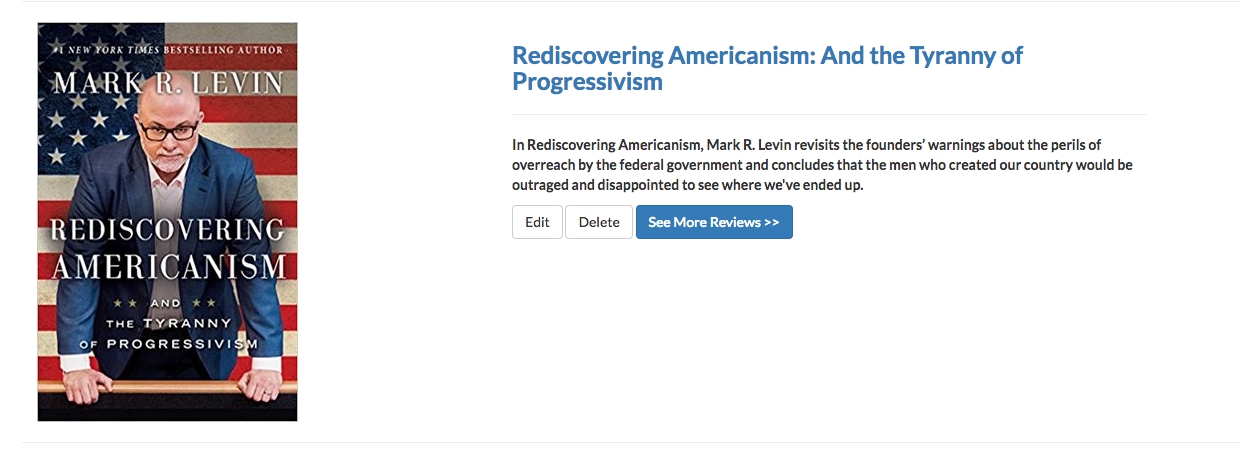 #1 NEW YORK TIMES BESTSELLING AUTHOR
MARK R. LEVIN
REDISCOVERING
AMERICANISM
AND
THE TYRANNY
OF PROGRESSIVISM
Rediscovering Americanism: And the Tyranny of
Progressivism
In Rediscovering Americanism, Mark R. Levin revisits the founders’ warnings about the perils of
overreach by the federal government and concludes that the men who created our country would be
outraged and disappointed to see where we've ended up.
Edit Delete See More Reviews >>